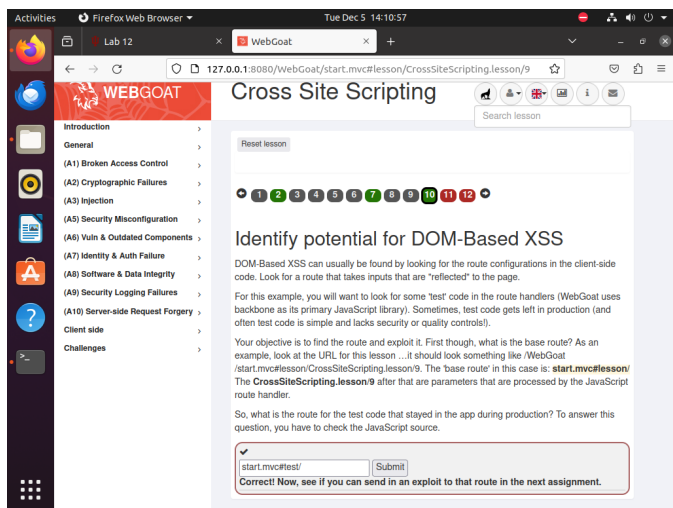 Activities
Firefox Web Browser
Tue Dec 5 14:10:57
Lab 12
WebGoat
127.0.0.1:8080/WebGoat/start.mvc#lesson/CrossSiteScripting.lesson/9
WEBGOAT
Introduction
General
(A1) Broken Access Control
(A2) Cryptographic Failures
(A3) Injection
(A5) Security Misconfiguration
(A6) Vuln & Outdated Components
(A7) Identity & Auth Failure
(A8) Software & Data Integrity
(A9) Security Logging Failures
(A10) Server-side Request Forgery
Client side
Challenges
Cross Site Scripting
Search lesson
Reset lesson
1 2 3 4 5 6 7 8 9 10 11 12
Identify potential for DOM-Based XSS
DOM-Based XSS can usually be found by looking for the route configurations in the client-side
code. Look for a route that takes inputs that are "reflected" to the page.
For this example, you will want to look for some 'test' code in the route handlers (WebGoat uses
backbone as its primary JavaScript library). Sometimes, test code gets left in production (and
often test code is simple and lacks security or quality controls!).
Your objective is to find the route and exploit it. First though, what is the base route? As an
example, look at the URL for this lesson …it should look something like /WebGoat
/start.mvc#lesson/CrossSiteScripting.lesson/9. The 'base route' in this case is: start.mvc#lesson/
The CrossSiteScripting.lesson/9 after that are parameters that are processed by the JavaScript
route handler.
So, what is the route for the test code that stayed in the app during production? To answer this
question, you have to check the JavaScript source.
start.mvc#test/
Submit
Correct! Now, see if you can send in an exploit to that route in the next assignment.